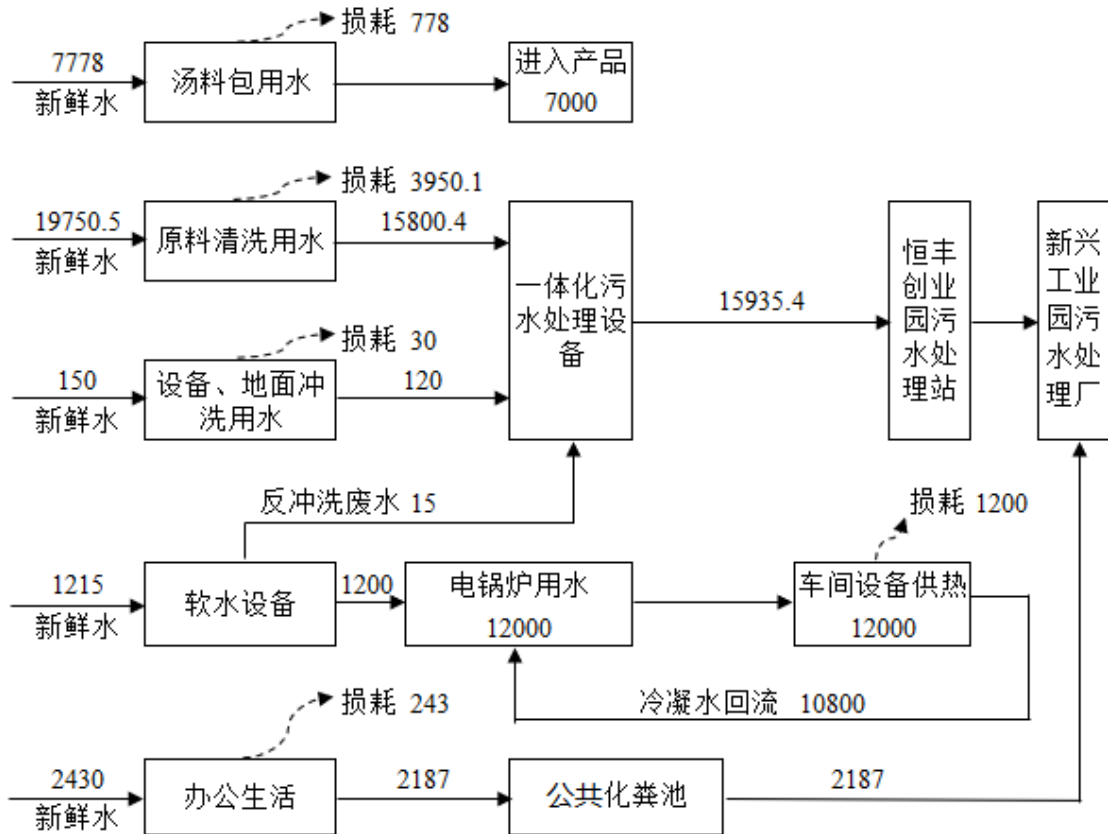 损耗 778
7778
新鲜水
汤料包用水
进入产品
7000
损耗 3950.1
19750.5
新鲜水
原料清洗用水
15800.4
损耗 30
150
新鲜水
设备、地面冲
洗用水
120
一体化污
水处理设
备
15935.4
恒丰
创业
园污
水处
理站
新兴
工业
园污
水处
理厂
反冲洗废水 15
损耗 1200
1215
新鲜水
软水设备
1200
电锅炉用水
12000
车间设备供热
12000
冷凝水回流 10800
损耗 243
2430
新鲜水
办公生活
2187
公共化粪池
2187